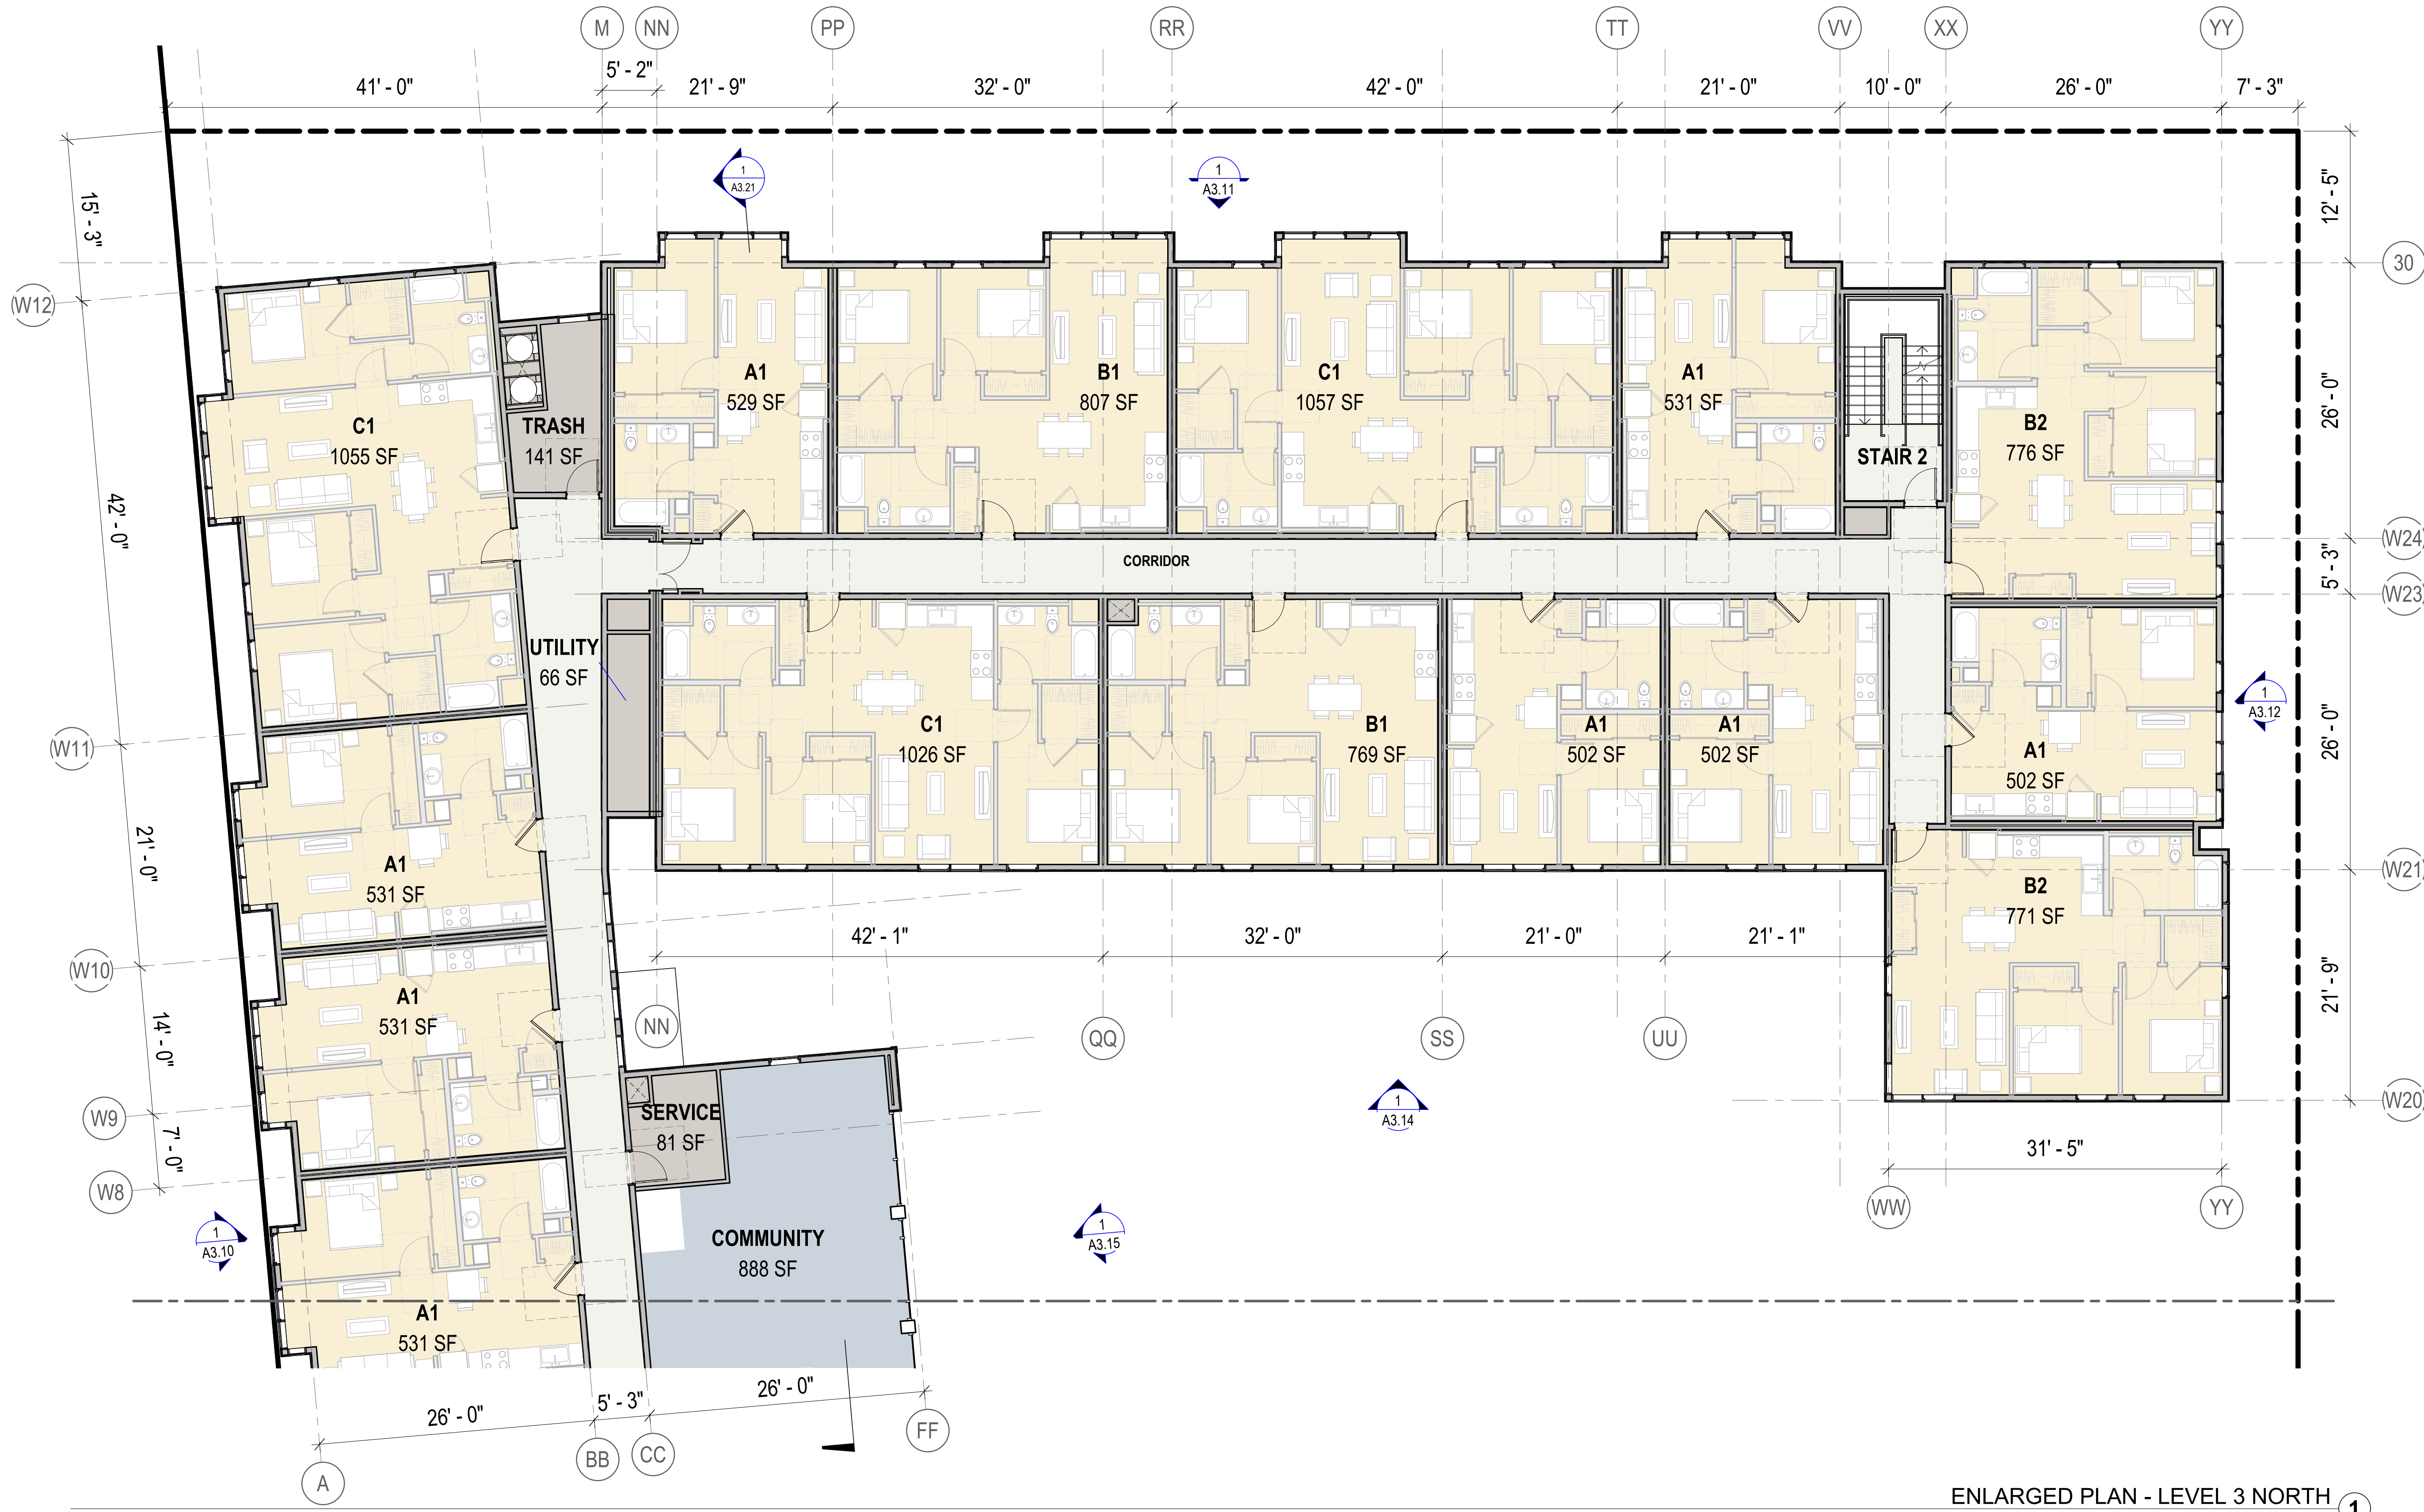 M NN PP RR TT VV XX YY
41' - 0" 5' - 2" 21' - 9" 32' - 0" 42' - 0" 21' - 0" 10' - 0" 26' - 0" 7' - 3"
15' - 3"
12' - 5"
1
A3.21
1
A3.11
W12
30
C1
1055 SF
TRASH
141 SF
A1
529 SF
B1
807 SF
C1
1057 SF
A1
531 SF
STAIR 2
B2
776 SF
26' - 0"
42' - 0"
CORRIDOR
W24
5' - 3"
W23
UTILITY
66 SF
C1
1026 SF
B1
769 SF
A1
502 SF
A1
502 SF
A1
502 SF
1
A3.12
26' - 0"
W11
21' - 0"
A1
531 SF
W21
B2
771 SF
42' - 1" 32' - 0" 21' - 0" 21' - 1"
21' - 9"
W10
A1
531 SF
14' - 0"
NN QQ SS UU
W9
7' - 0"
W8
SERVICE
81 SF
1
A3.14
W20
31' - 5"
WW YY
1
A3.10
COMMUNITY
888 SF
1
A3.15
A1
531 SF
26' - 0" 5' - 3" 26' - 0"
A BB CC FF
ENLARGED PLAN - LEVEL 3 NORTH 1